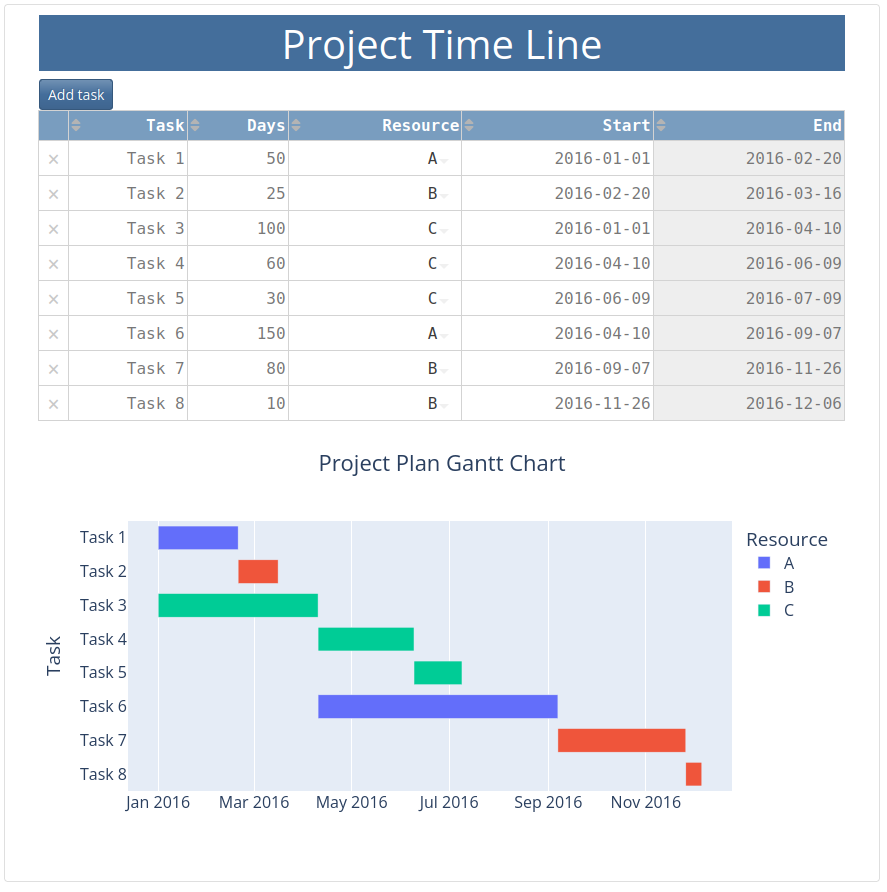 Project Time Line
Add task
Task Days Resource Start End
× Task 1 50 A 2016-01-01 2016-02-20
× Task 2 25 B 2016-02-20 2016-03-16
× Task 3 100 C 2016-01-01 2016-04-10
× Task 4 60 C 2016-04-10 2016-06-09
× Task 5 30 C 2016-06-09 2016-07-09
× Task 6 150 A 2016-04-10 2016-09-07
× Task 7 80 B 2016-09-07 2016-11-26
× Task 8 10 B 2016-11-26 2016-12-06
Project Plan Gantt Chart
Task
Task 1
Task 2
Task 3
Task 4
Task 5
Task 6
Task 7
Task 8
Jan 2016 Mar 2016 May 2016 Jul 2016 Sep 2016 Nov 2016
Resource
A
B
C